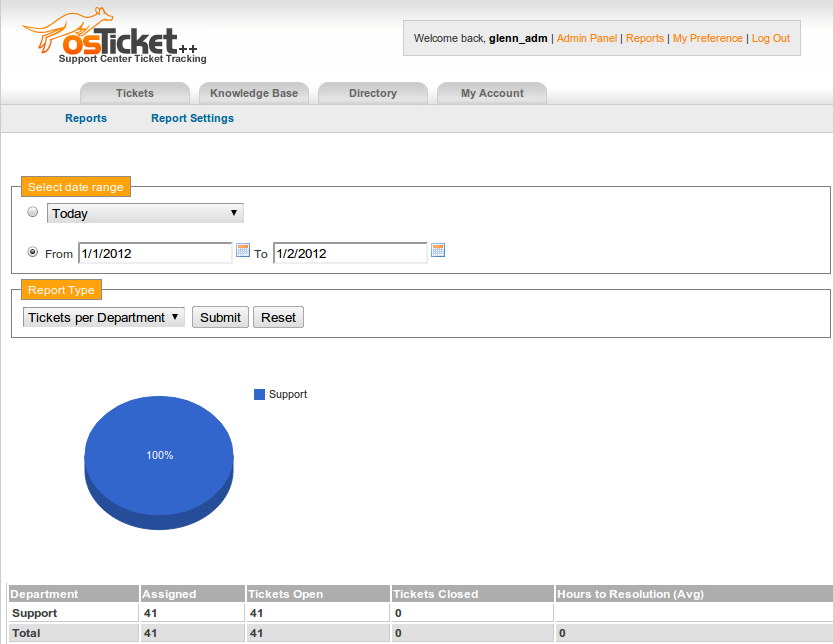 osTicket++
Support Center Ticket Tracking
Welcome back, glenn_adm | Admin Panel | Reports | My Preference | Log Out
Tickets Knowledge Base Directory My Account
Reports Report Settings
Select date range
Today
From 1/1/2012 To 1/2/2012
Report Type
Tickets per Department Submit Reset
Support
100%
Department Assigned Tickets Open Tickets Closed Hours to Resolution (Avg)
Support 41 41 0
Total 41 41 0 0